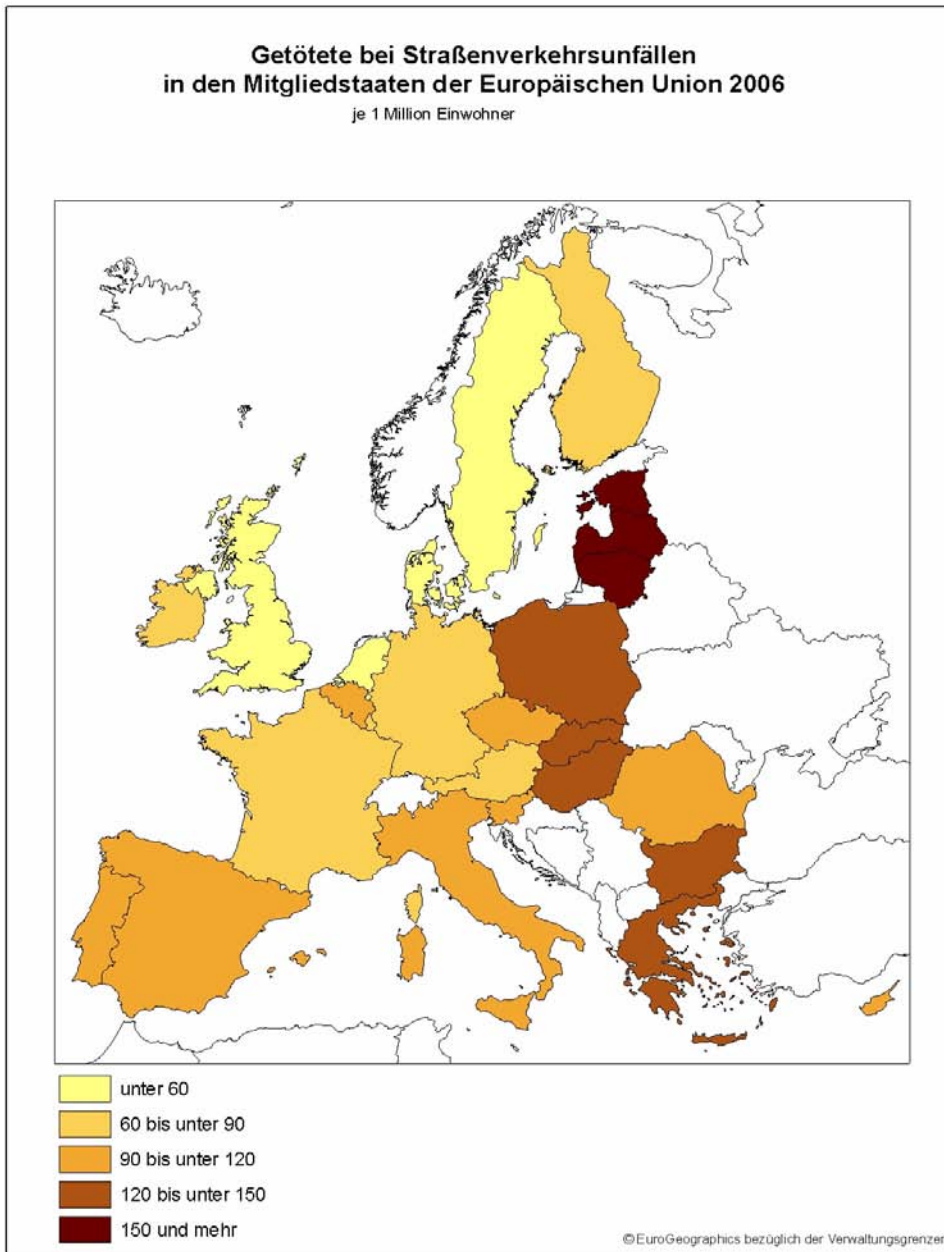 Getötete bei Straßenverkehrsunfällen
in den Mitgliedstaaten der Europäischen Union 2006
je 1 Million Einwohner
unter 60
60 bis unter 90
90 bis unter 120
120 bis unter 150
150 und mehr
©EuroGeographics bezüglich der Verwaltungsgrenzen